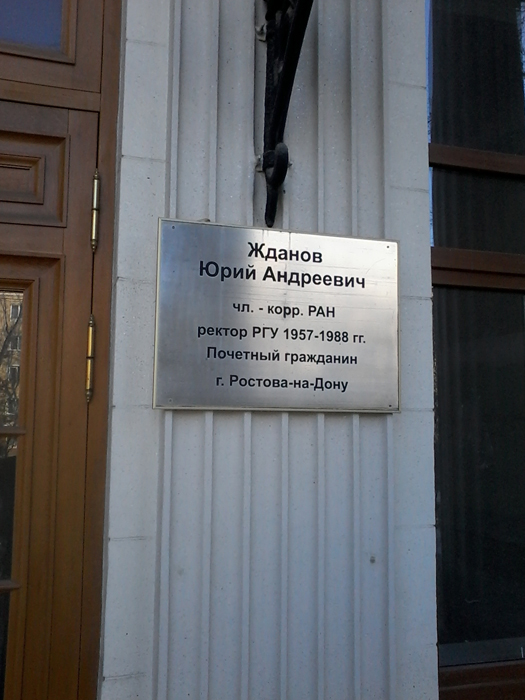 Жданов
Юрий Андреевич
чл. - корр. РАН
ректор РГУ 1957-1988 гг.
Почетный гражданин
г. Ростова-на-Дону